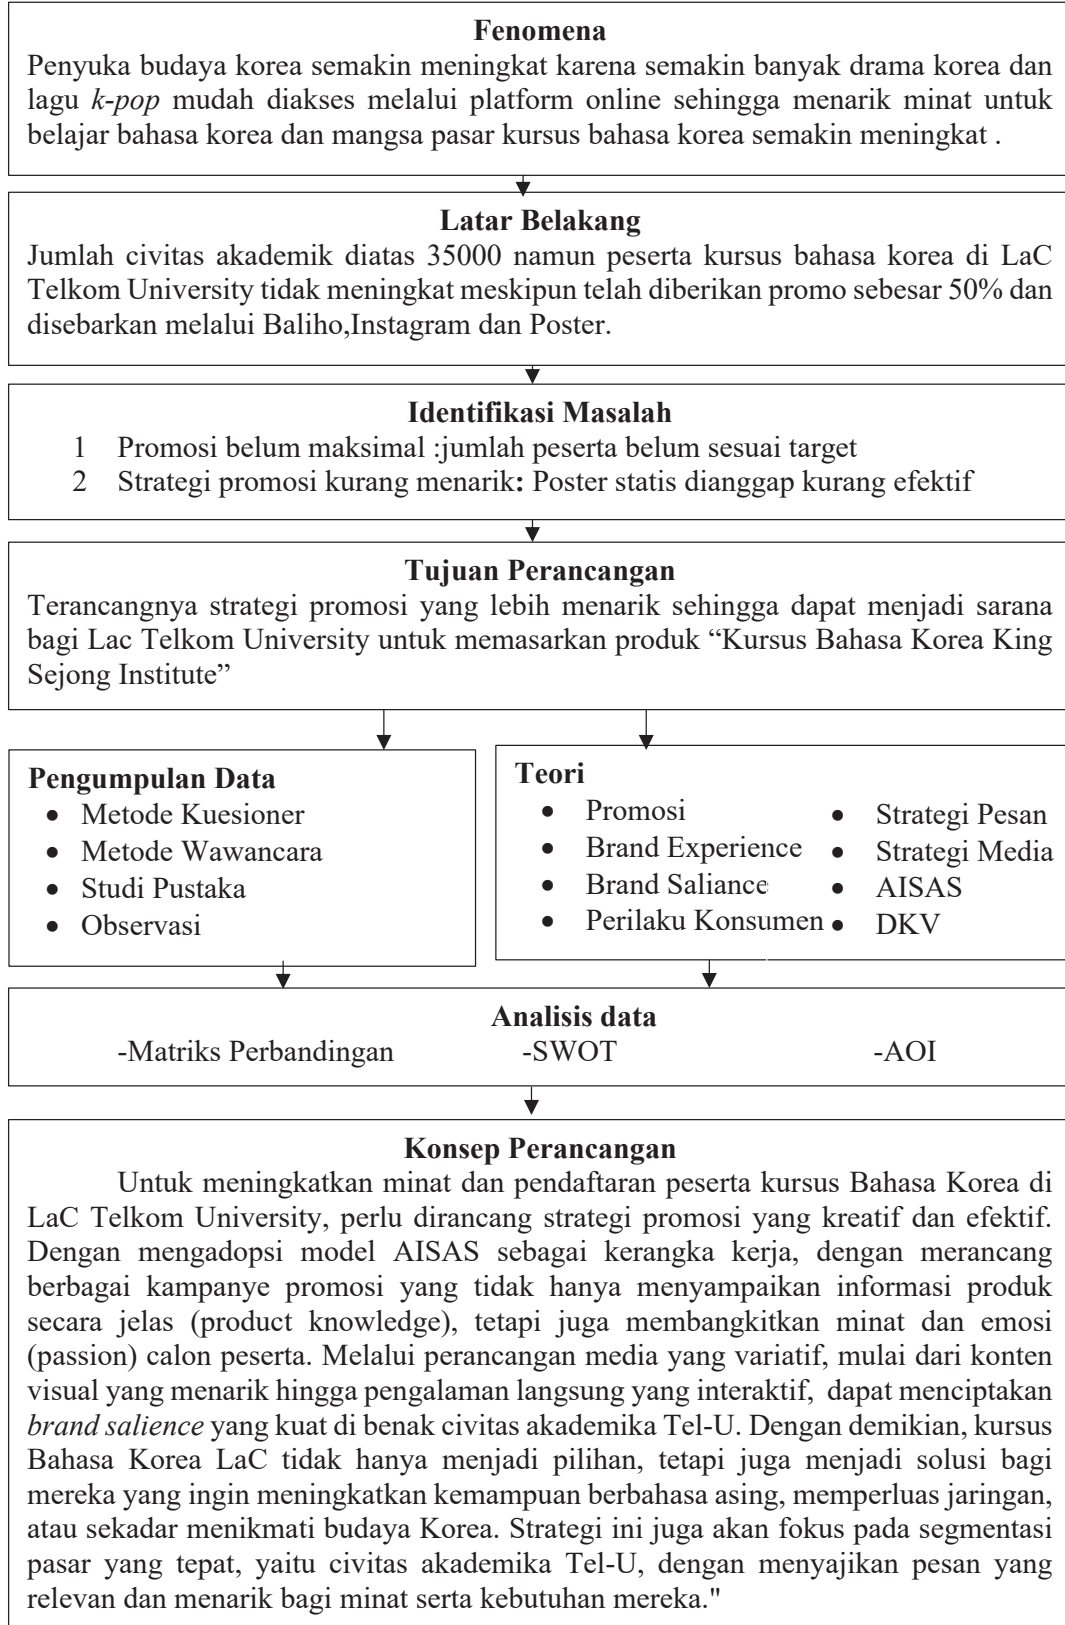 Fenomena
Penyuka budaya korea semakin meningkat karena semakin banyak drama korea dan
lagu k-pop mudah diakses melalui platform online sehingga menarik minat untuk
belajar bahasa korea dan mangsa pasar kursus bahasa korea semakin meningkat .
Latar Belakang
Jumlah civitas akademik diatas 35000 namun peserta kursus bahasa korea di LaC
Telkom University tidak meningkat meskipun telah diberikan promo sebesar 50% dan
disebarkan melalui Baliho,Instagram dan Poster.
Identifikasi Masalah
1 Promosi belum maksimal :jumlah peserta belum sesuai target
2 Strategi promosi kurang menarik: Poster statis dianggap kurang efektif
Tujuan Perancangan
Terancangnya strategi promosi yang lebih menarik sehingga dapat menjadi sarana
bagi Lac Telkom University untuk memasarkan produk “Kursus Bahasa Korea King
Sejong Institute”
Pengumpulan Data
• Metode Kuesioner
• Metode Wawancara
• Studi Pustaka
• Observasi
Teori
• Promosi
• Brand Experience
• Brand Saliance
• Perilaku Konsumen
• Strategi Pesan
• Strategi Media
• AISAS
• DKV
Analisis data
-Matriks Perbandingan -SWOT -AOI
Konsep Perancangan
Untuk meningkatkan minat dan pendaftaran peserta kursus Bahasa Korea di
LaC Telkom University, perlu dirancang strategi promosi yang kreatif dan efektif.
Dengan mengadopsi model AISAS sebagai kerangka kerja, dengan merancang
berbagai kampanye promosi yang tidak hanya menyampaikan informasi produk
secara jelas (product knowledge), tetapi juga membangkitkan minat dan emosi
(passion) calon peserta. Melalui perancangan media yang variatif, mulai dari konten
visual yang menarik hingga pengalaman langsung yang interaktif, dapat menciptakan
brand salience yang kuat di benak civitas akademika Tel-U. Dengan demikian, kursus
Bahasa Korea LaC tidak hanya menjadi pilihan, tetapi juga menjadi solusi bagi
mereka yang ingin meningkatkan kemampuan berbahasa asing, memperluas jaringan,
atau sekadar menikmati budaya Korea. Strategi ini juga akan fokus pada segmentasi
pasar yang tepat, yaitu civitas akademika Tel-U, dengan menyajikan pesan yang
relevan dan menarik bagi minat serta kebutuhan mereka."